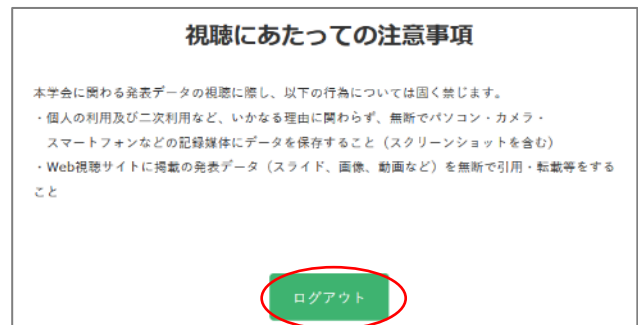 視聴にあたっての注意事項
本学会に関わる発表データの視聴に際し、以下の行為については固く禁じます。
・個人の利用及び二次利用など、いかなる理由に関わらず、無断でパソコン・カメラ・
スマートフォンなどの記録媒体にデータを保存すること（スクリーンショットを含む）
・Web視聴サイトに掲載の発表データ（スライド、画像、動画など）を無断で引用・転載等をする
こと
ログアウト